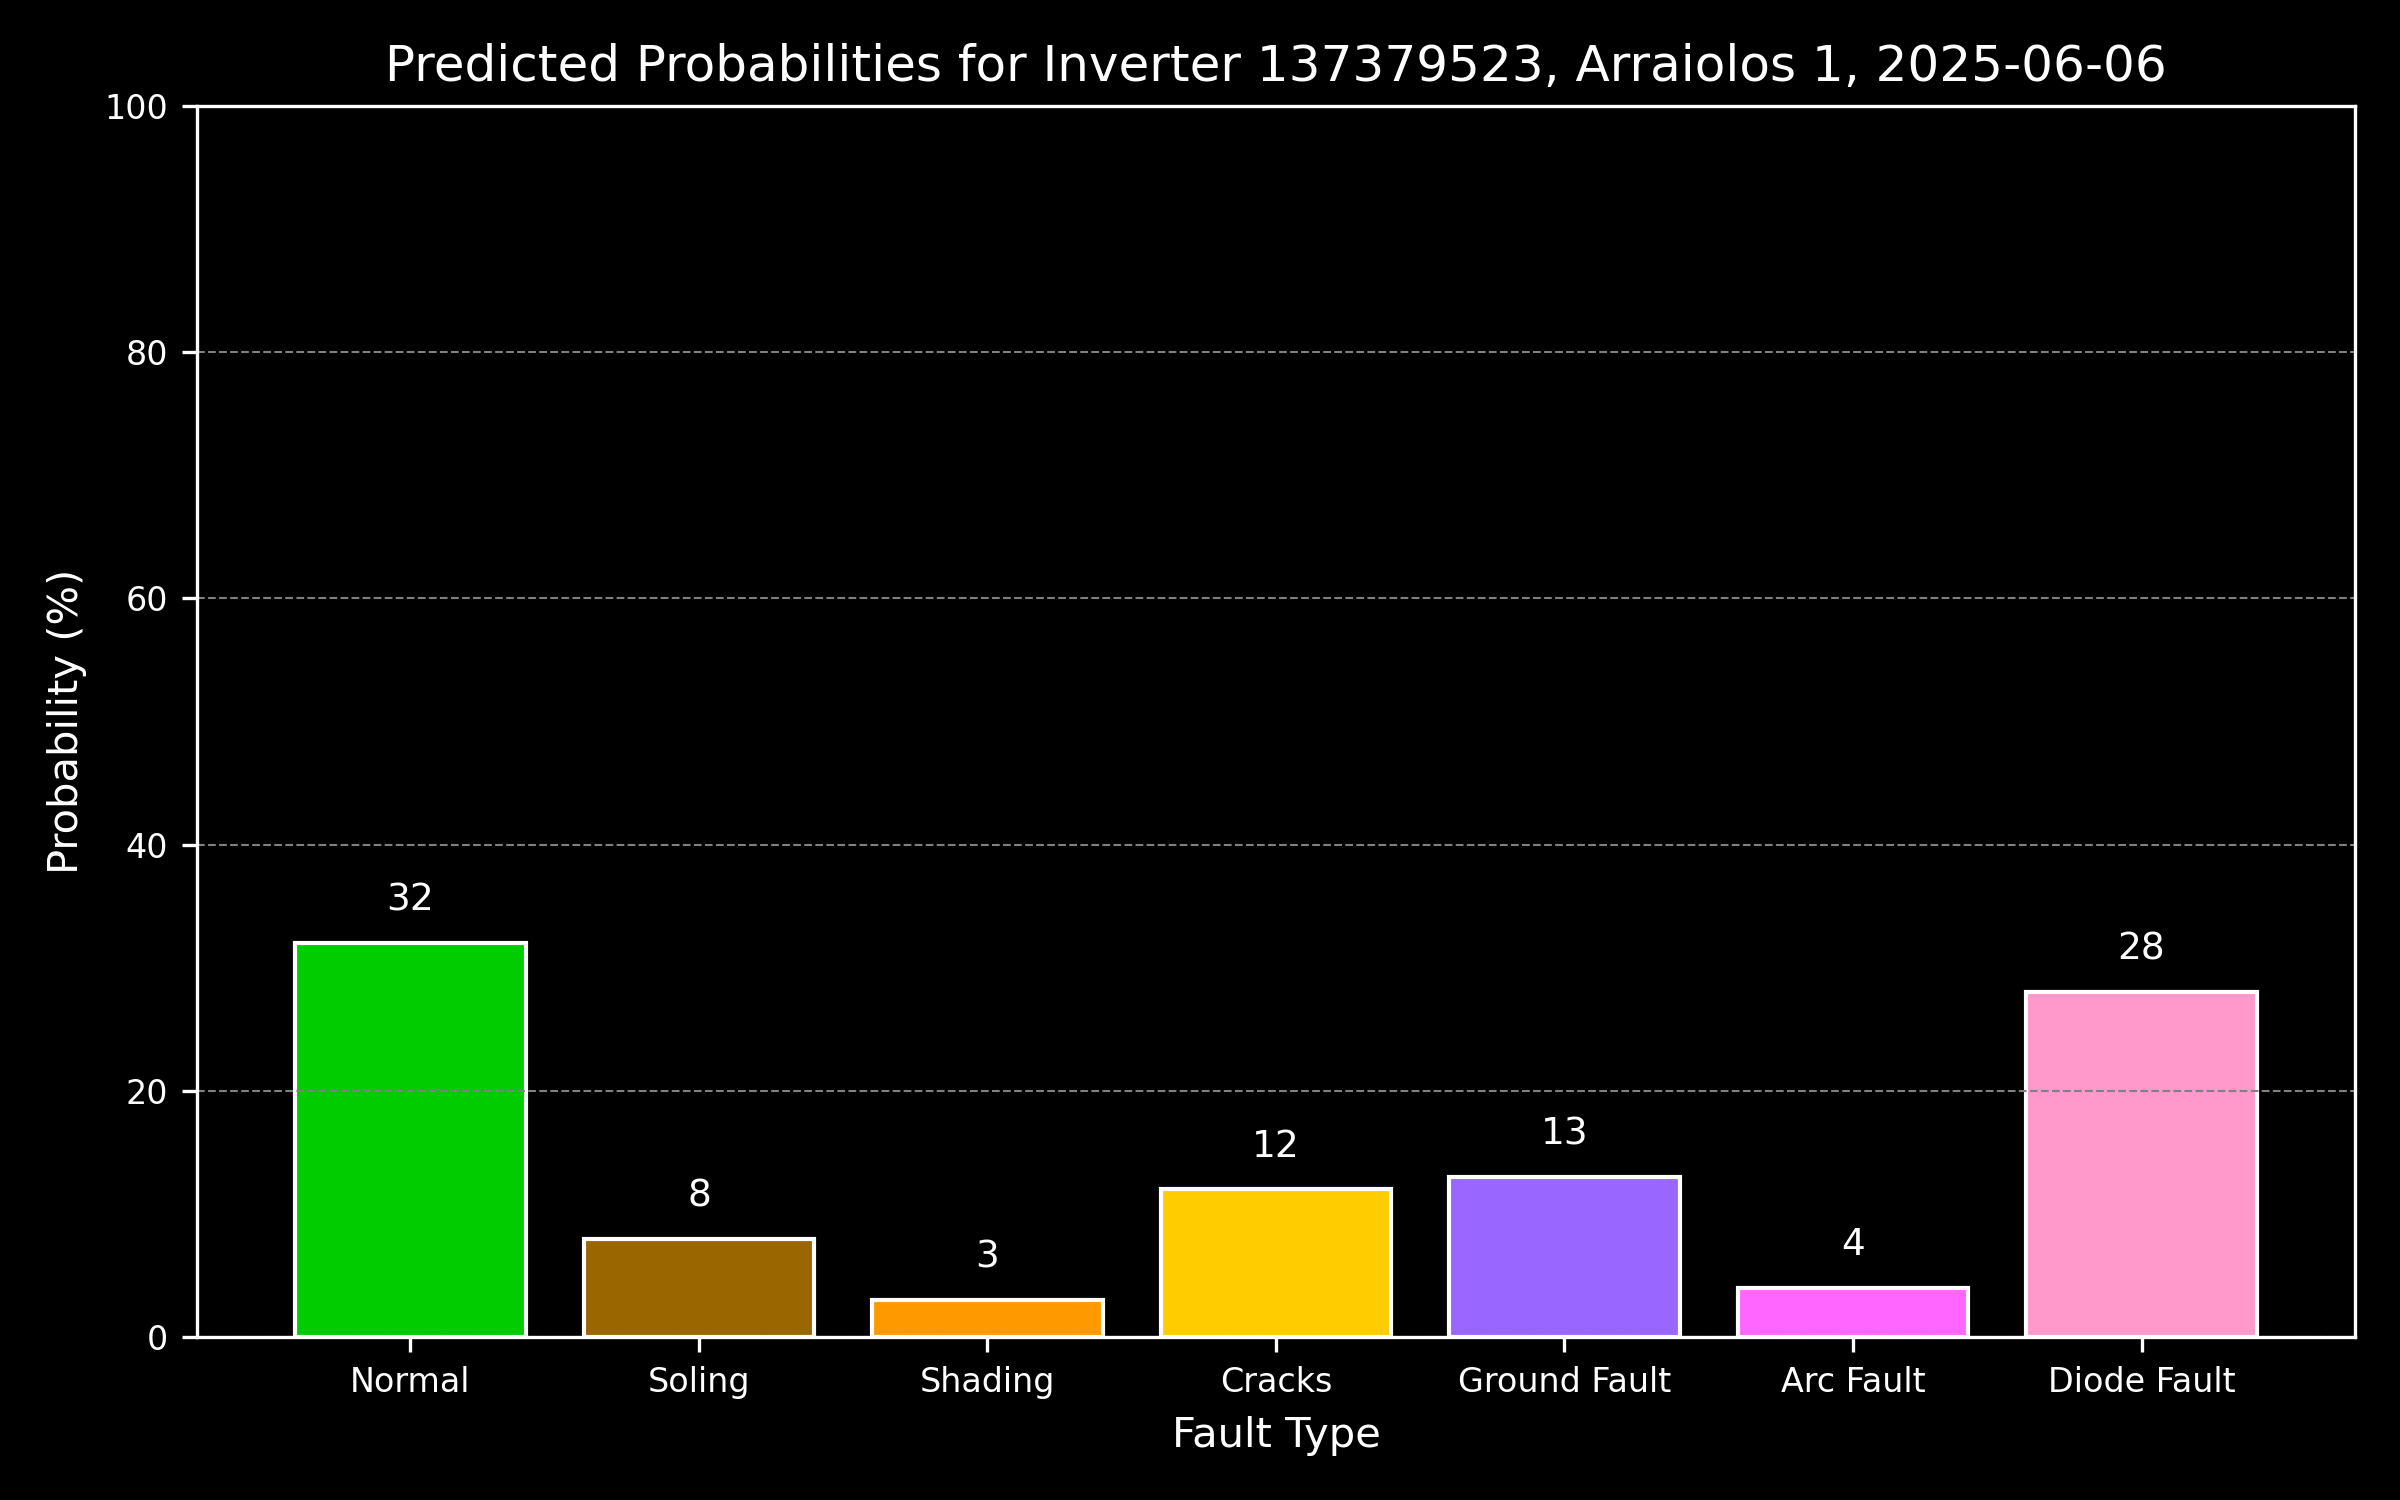 Predicted Probabilities for Inverter 137379523, Arraiolos 1, 2025-06-06
Probability (%)
100
80
60
40
20
0
32
8
3
12
13
4
28
Normal
Soling
Shading
Cracks
Ground Fault
Arc Fault
Diode Fault
Fault Type